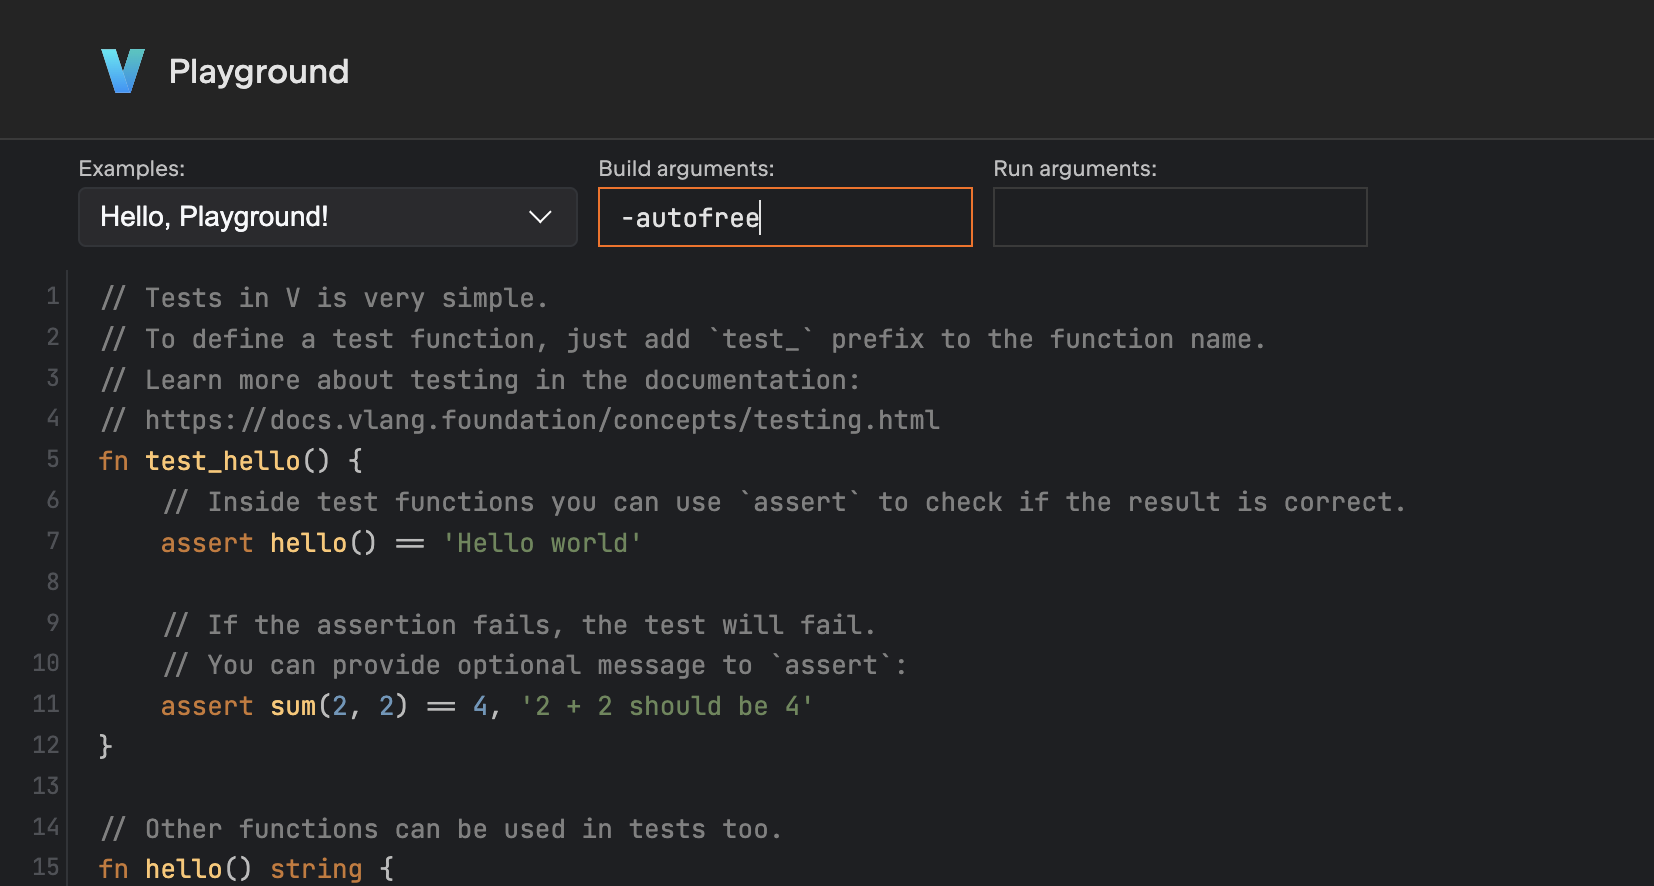 Playground
Examples:
Build arguments:
Run arguments:
Hello, Playground!
-autofree
1 // Tests in V is very simple.
2 // To define a test function, just add `test_` prefix to the function name.
3 // Learn more about testing in the documentation:
4 // https://docs.vlang.foundation/concepts/testing.html
5 fn test_hello() {
6     // Inside test functions you can use `assert` to check if the result is correct.
7     assert hello() == 'Hello world'
8
9     // If the assertion fails, the test will fail.
10     // You can provide optional message to `assert`:
11     assert sum(2, 2) == 4, '2 + 2 should be 4'
12 }
13
14 // Other functions can be used in tests too.
15 fn hello() string {